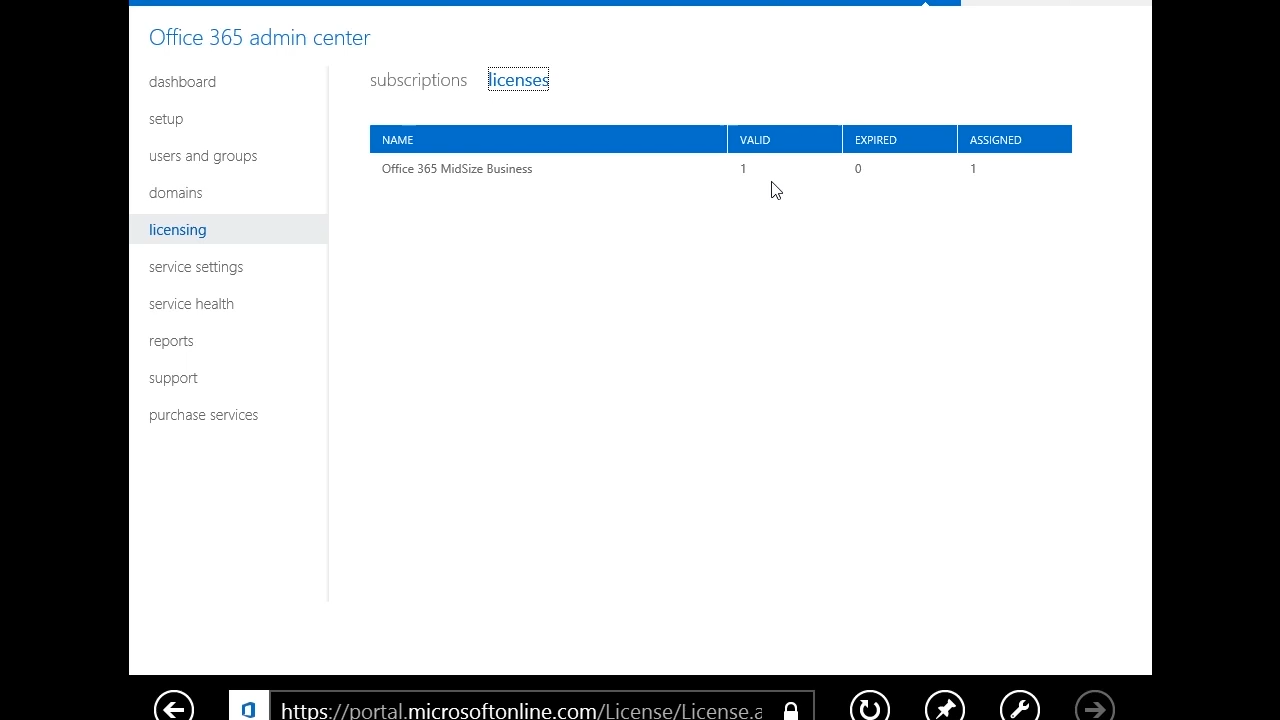 Office 365 admin center
dashboard
setup
users and groups
domains
licensing
service settings
service health
reports
support
purchase services
subscriptions licenses
NAME VALID EXPIRED ASSIGNED
Office 365 MidSize Business 1 0 1
https://portal.microsoftonline.com/License/License.a